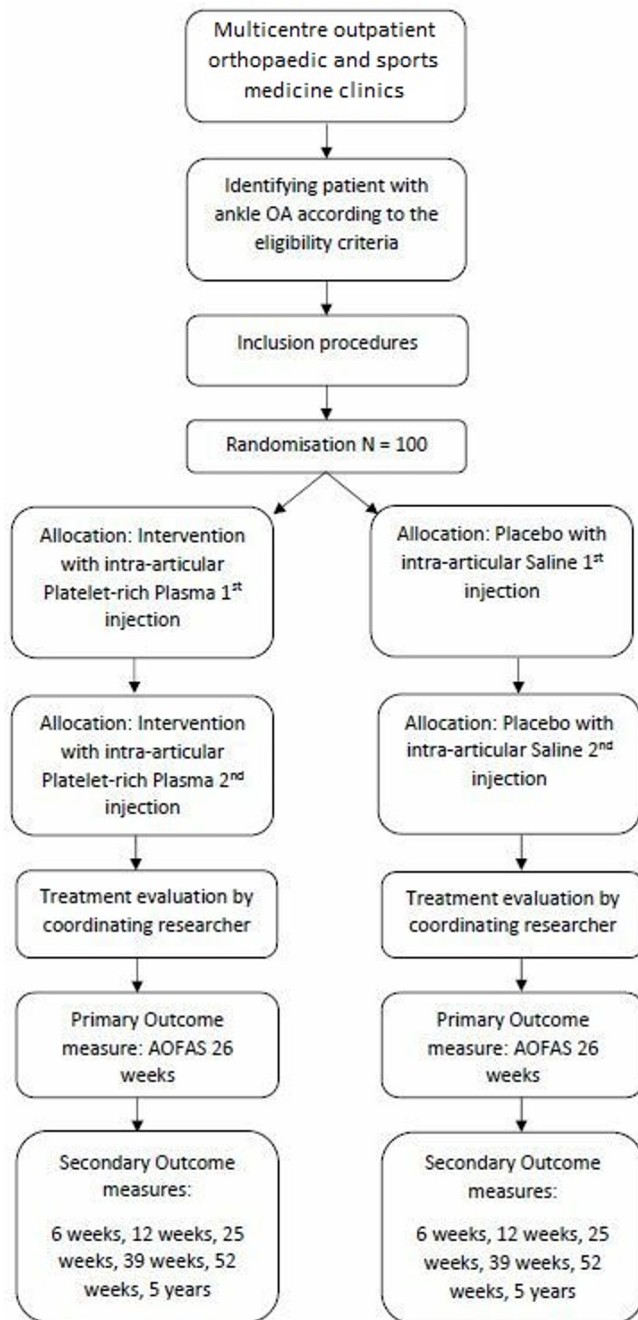 Multicentre outpatient
orthopaedic and sports
medicine clinics
Identifying patient with
ankle OA according to the
eligibility criteria
Inclusion procedures
Randomisation N = 100
Allocation: Intervention
with intra-articular
Platelet-rich Plasma 1st
injection
Allocation: Placebo with
intra-articular Saline 1st
injection
Allocation: Intervention
with intra-articular
Platelet-rich Plasma 2nd
injection
Allocation: Placebo with
intra-articular Saline 2nd
injection
Treatment evaluation by
coordinating researcher
Treatment evaluation by
coordinating researcher
Primary Outcome
measure: AOFAS 26
weeks
Primary Outcome
measure: AOFAS 26
weeks
Secondary Outcome
measures:
6 weeks, 12 weeks, 25
weeks, 39 weeks, 52
weeks, 5 years
Secondary Outcome
measures:
6 weeks, 12 weeks, 25
weeks, 39 weeks, 52
weeks, 5 years